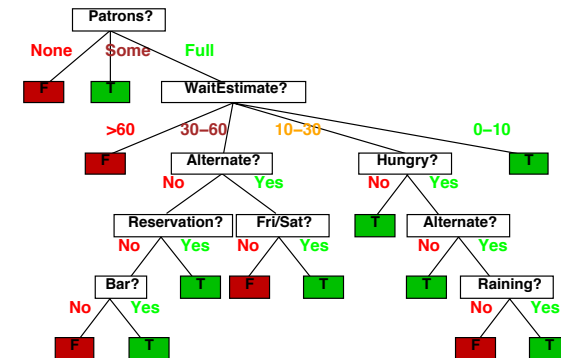 Patrons?
None Some Full
F T WaitEstimate?
>60 30–60 10–30 0–10
F Alternate? Hungry? T
No Yes No Yes
Reservation? Fri/Sat? T Alternate?
No Yes No Yes No Yes
Bar? T F T T Raining?
No Yes No Yes
F T F T